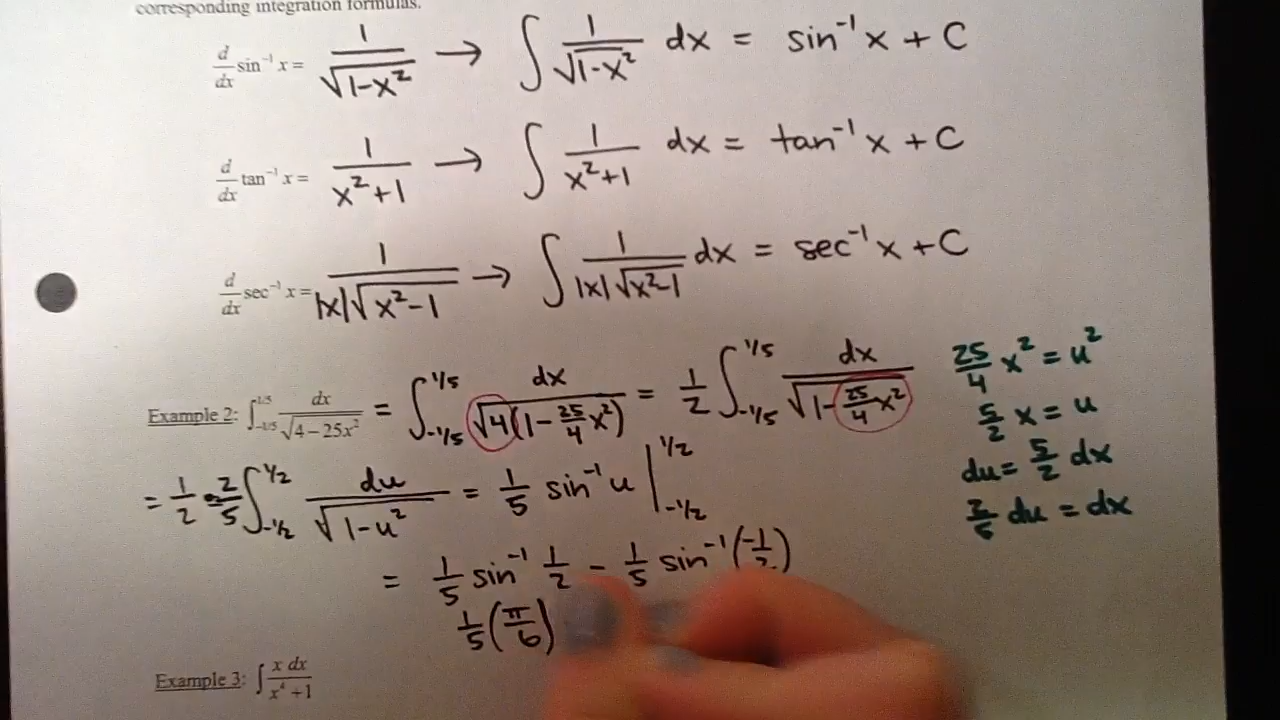 corresponding integration formulas.
d/dx sin⁻¹ x = 1/√(1-x²) → ∫ 1/√(1-x²) dx = sin⁻¹ x + C
d/dx tan⁻¹ x = 1/(x²+1) → ∫ 1/(x²+1) dx = tan⁻¹ x + C
d/dx sec⁻¹ x = 1/(|x|√(x²-1)) → ∫ 1/(|x|√(x²-1)) dx = sec⁻¹ x + C
Example 2: ∫_{-1/5}^{1/5} dx/√(4-25x²) = ∫_{-1/5}^{1/5} dx/√(4(1-25/4 x²)) = 1/2 ∫_{-1/5}^{1/5} dx/√(1-25/4 x²)
= 1/2 · 2/5 ∫_{-1/2}^{1/2} du/√(1-u²) = 1/5 sin⁻¹ u |_{-1/2}^{1/2}
= 1/5 sin⁻¹ 1/2 - 1/5 sin⁻¹(-1/2)
1/5 (π/6)
25/4 x² = u²
5/2 x = u
du = 5/2 dx
2/5 du = dx
Example 3: ∫ x dx/(x⁴+1)